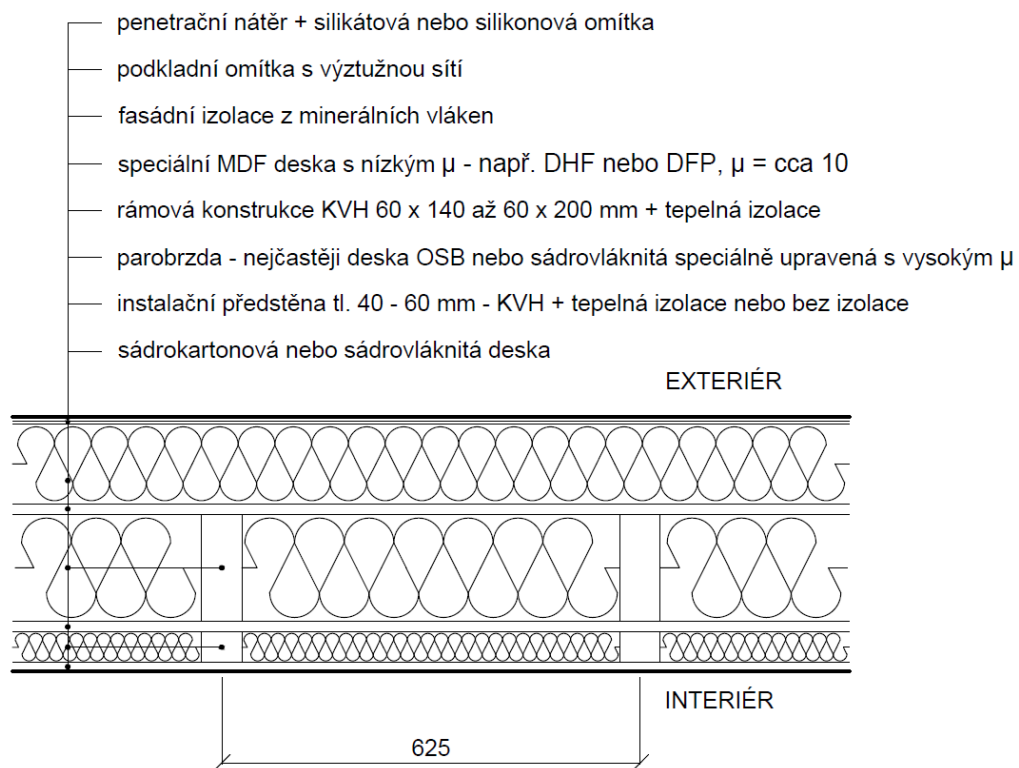 penetrační nátěr + silikátová nebo silikonová omítka
podkladní omítka s výztužnou sítí
fasádní izolace z minerálních vláken
speciální MDF deska s nízkým μ - např. DHF nebo DFP, μ = cca 10
rámová konstrukce KVH 60 x 140 až 60 x 200 mm + tepelná izolace
parobrzda - nejčastěji deska OSB nebo sádrovláknitá speciálně upravená s vysokým μ
instalační předstěna tl. 40 - 60 mm - KVH + tepelná izolace nebo bez izolace
sádrokartonová nebo sádrovláknitá deska
EXTERIÉR
INTERIÉR
625